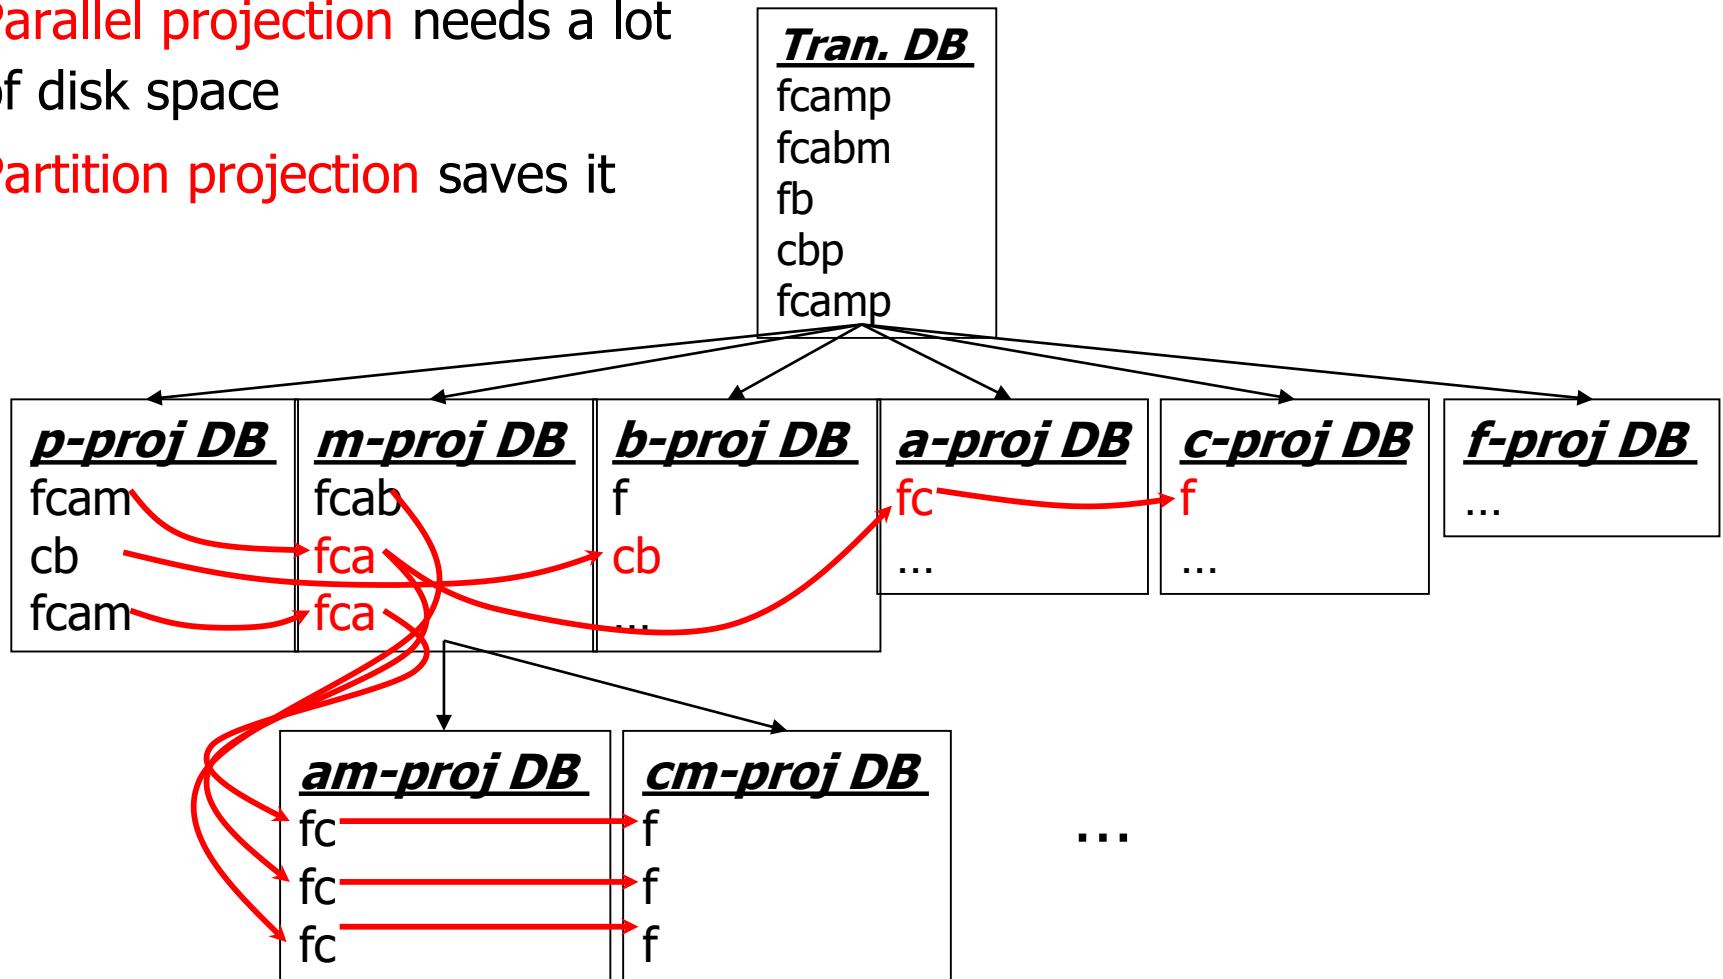 Parallel projection needs a lot
of disk space
Partition projection saves it
Tran. DB
fcamp
fcabm
fb
cbp
fcamp
p-proj DB
fcam
cb
fcam
m-proj DB
fcab
fca
fca
b-proj DB
f
cb
...
a-proj DB
fc
...
c-proj DB
f
...
f-proj DB
...
am-proj DB
fc
fc
fc
cm-proj DB
f
f
f
...